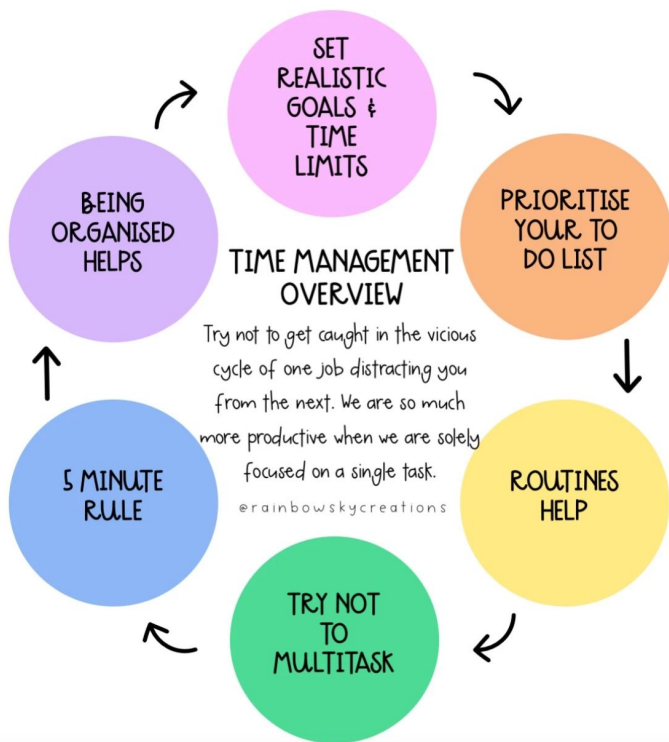 SET
REALISTIC
GOALS &
TIME
LIMITS
PRIORITISE
YOUR TO
DO LIST
ROUTINES
HELP
TRY NOT
TO
MULTITASK
5 MINUTE
RULE
BEING
ORGANISED
HELPS
TIME MANAGEMENT
OVERVIEW
Try not to get caught in the vicious
cycle of one job distracting you
from the next. We are so much
more productive when we are solely
focused on a single task.
@rainbowskycreations